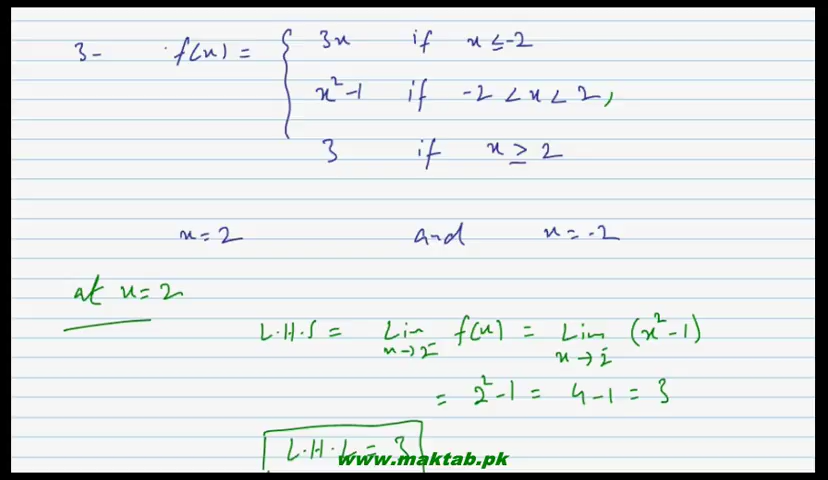 3- f(x) = { 3x if x ≤ -2
x²-1 if -2 < x < 2,
3 if x ≥ 2
x = 2 and x = -2
at x = 2
L.H.S = Lim x→2⁻ f(x) = Lim x→2⁻ (x²-1)
= 2²-1 = 4-1 = 3
L.H.L = 3
www.maktab.pk